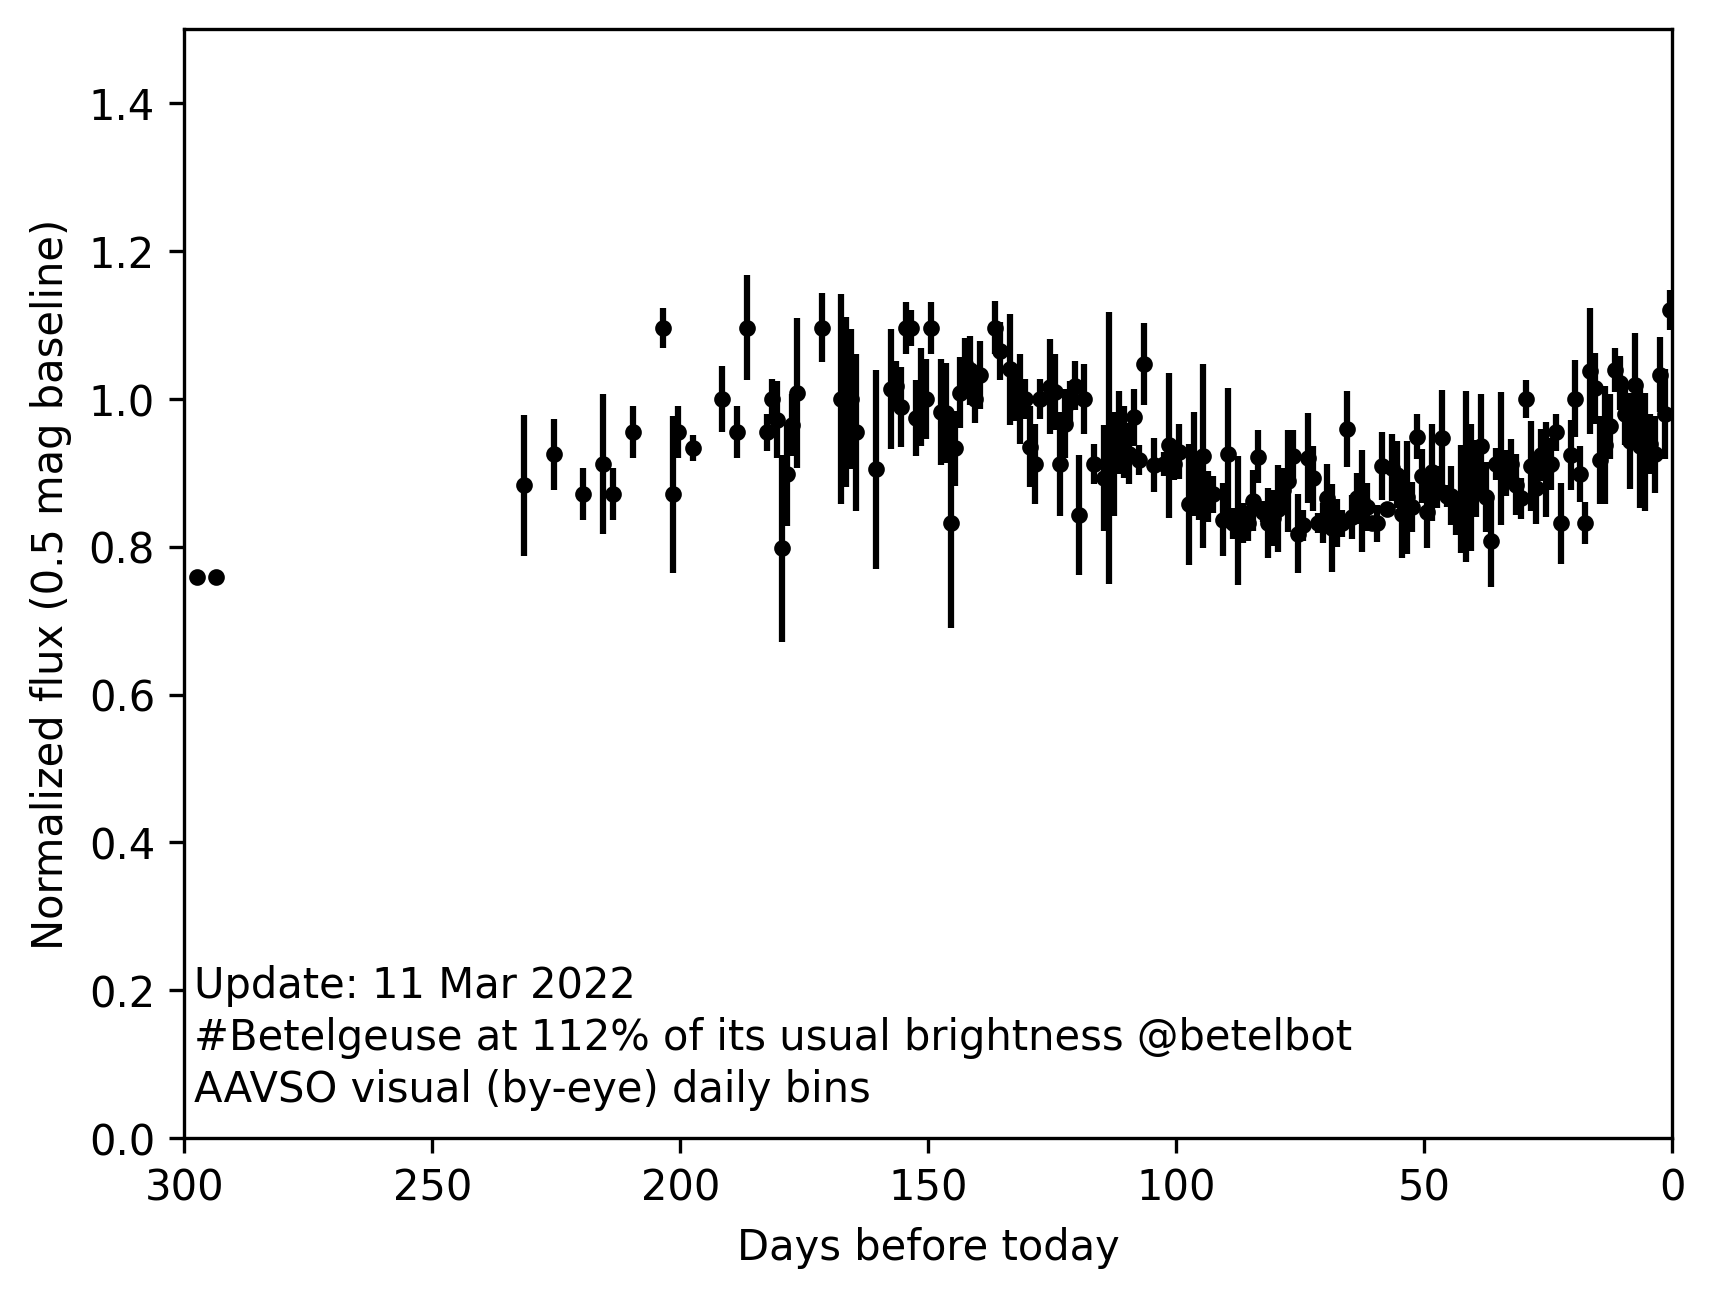 1.4
1.2
1.0
0.8
0.6
0.4
0.2
0.0
Normalized flux (0.5 mag baseline)
Update: 11 Mar 2022
#Betelgeuse at 112% of its usual brightness @betelbot
AAVSO visual (by-eye) daily bins
300 250 200 150 100 50 0
Days before today